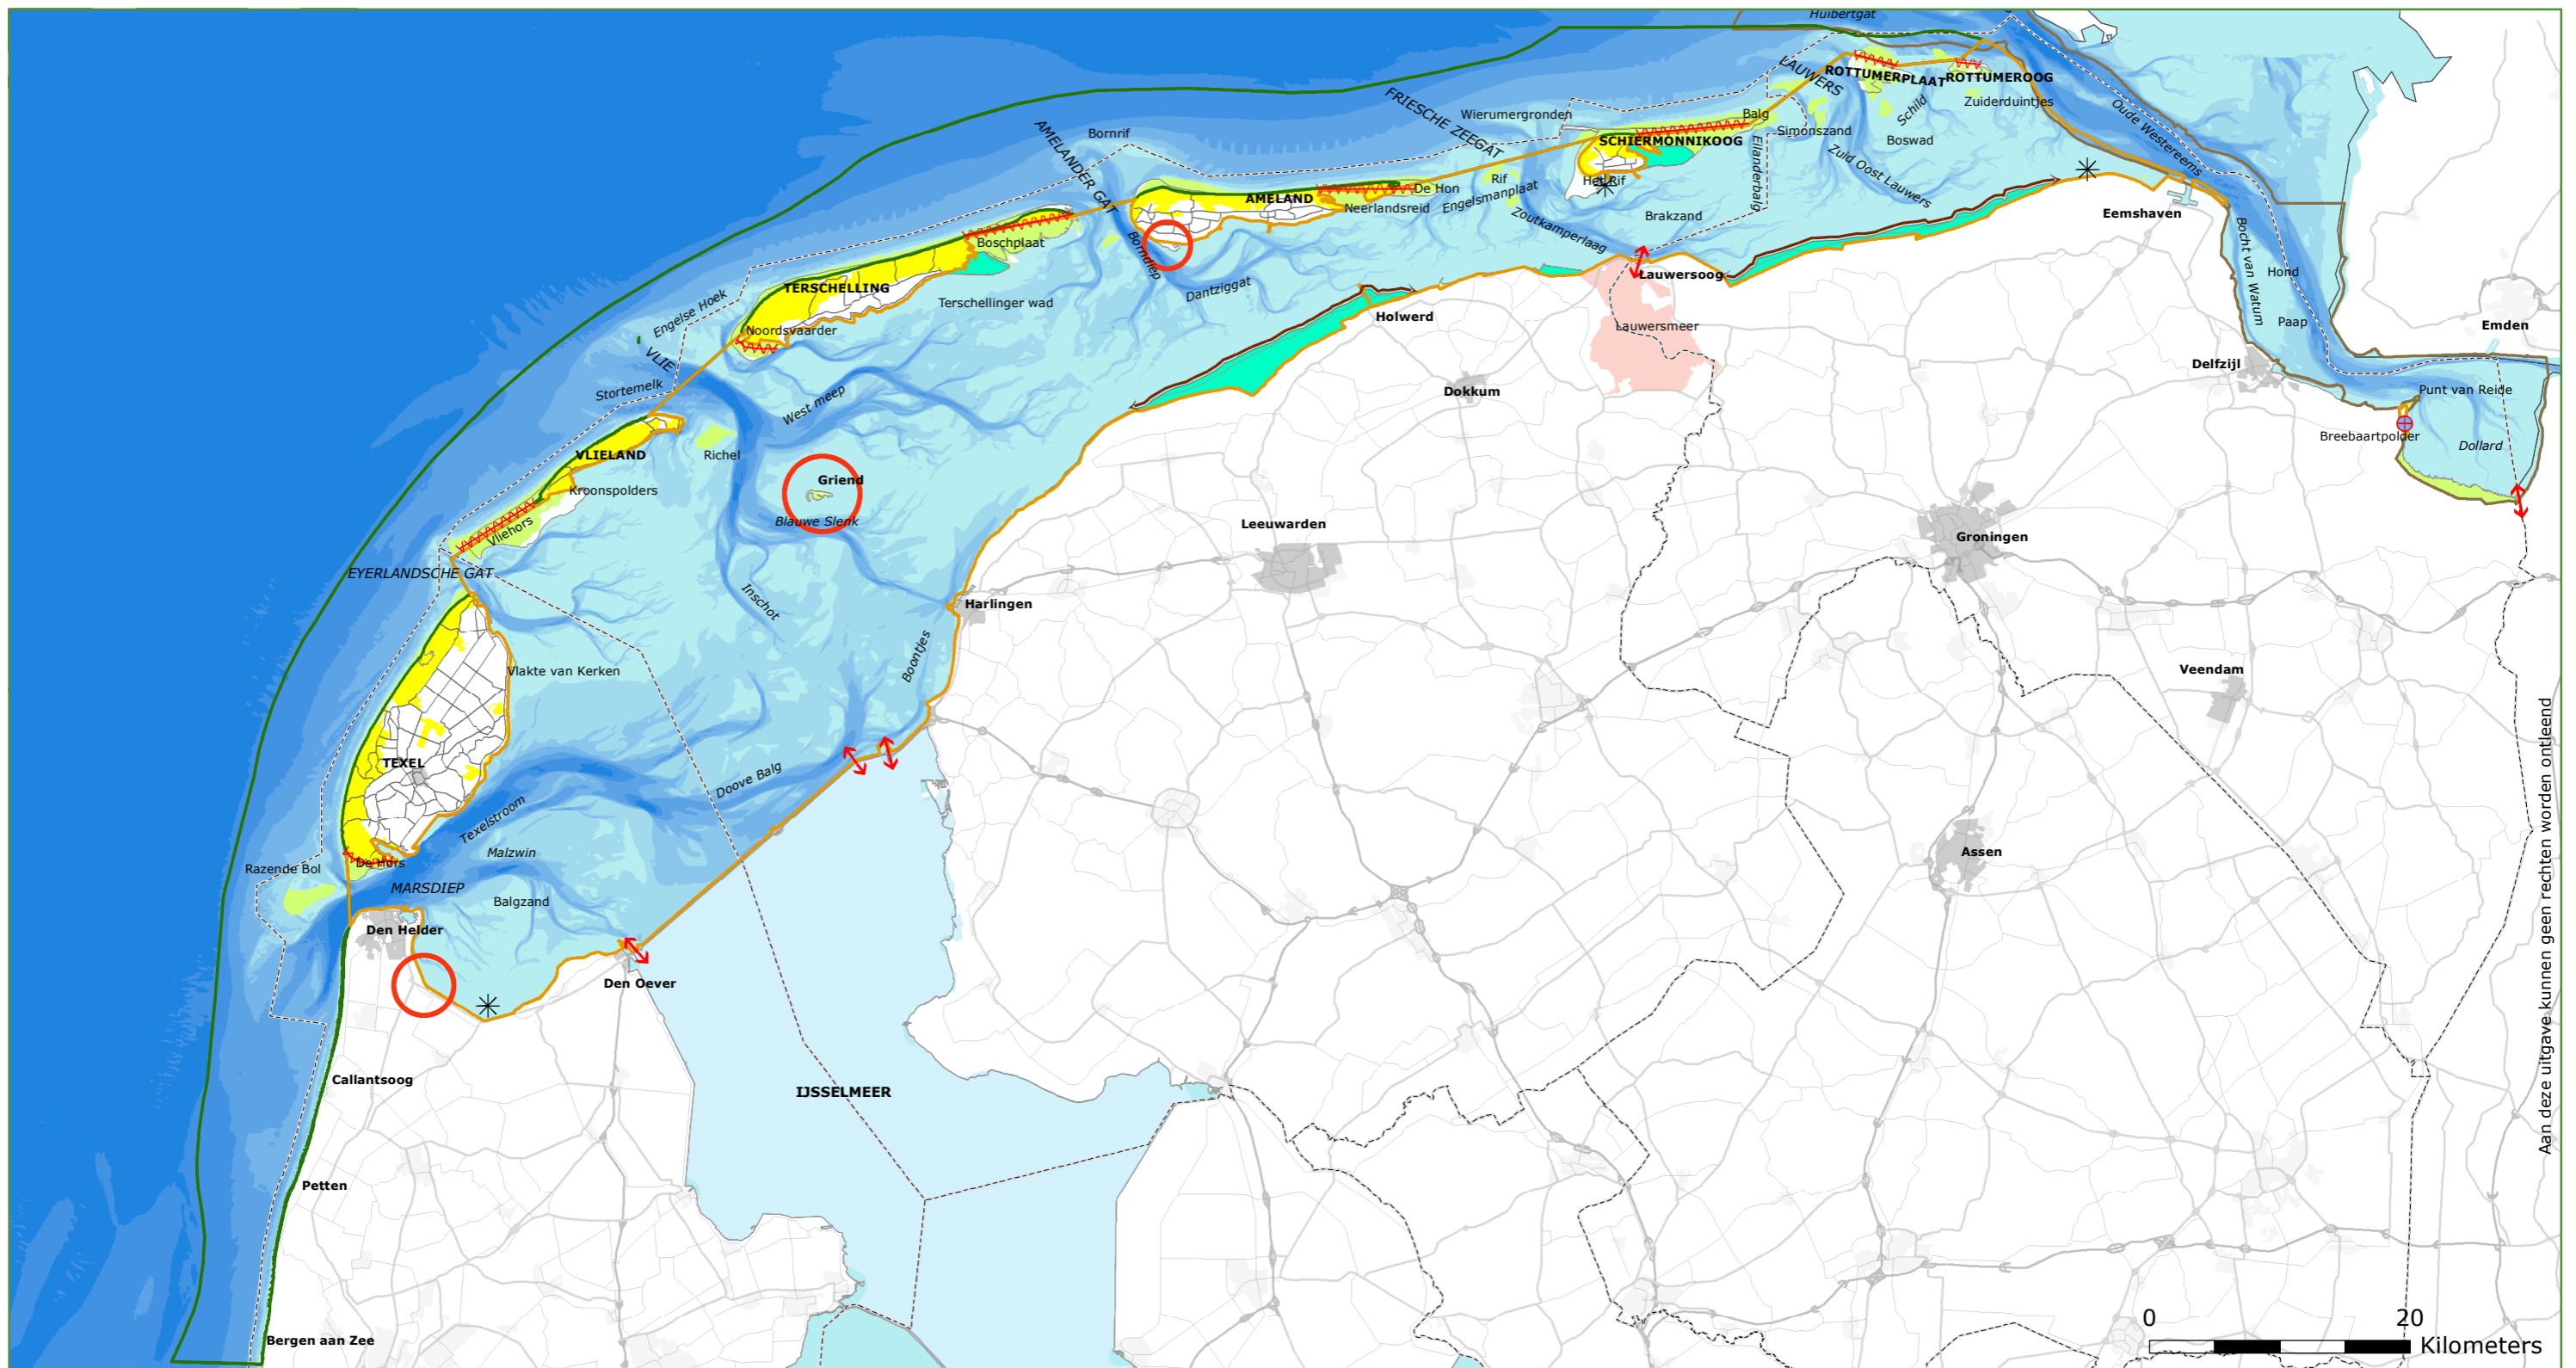 Huibertgat
LAUWERS
ROTTUMERPLAAT
ROTTUMEROOG
Zuiderduintjes
Schild
Oude Westereems
FRIESCHE ZEEGAT
Wierumergronden
Balg
Simonszand
Boswad
AMELANDER GAT
Bornrif
SCHIERMONNIKOOG
Eilanderbalg
Zuid Oost Lauwers
Het Rif
Rif
De Hon
Engelsmanplaat
AMELAND
Neerlandsreid
Zoutkamperlaag
Brakzand
Eemshaven
Bocht van Watum
Hond
Boschplaat
Borndiep
Dantziggat
Lauwersoog
TERSCHELLING
Terschellinger wad
Engelse Hoek
Noordsvaarder
Holwerd
Lauwersmeer
Paap
Emden
VLIE
Stortemelk
West meep
Dokkum
Delfzijl
Punt van Reide
Breebaartpolder
Dollard
VLIELAND
Richel
Kroonspolders
Griend
Blauwe Slenk
Vliehors
Leeuwarden
Groningen
EYERLANDSCHE GAT
Inschot
Harlingen
Boontjes
Vlakte van Kerken
Veendam
TEXEL
Doove Balg
Texelstroom
Malzwin
De Hors
Razende Bol
MARSDIEP
Balgzand
Assen
Den Helder
Den Oever
Callantsoog
IJSSELMEER
Petten
Bergen aan Zee
Aan deze uitgave kunnen geen rechten worden ontleend
0 20
Kilometers